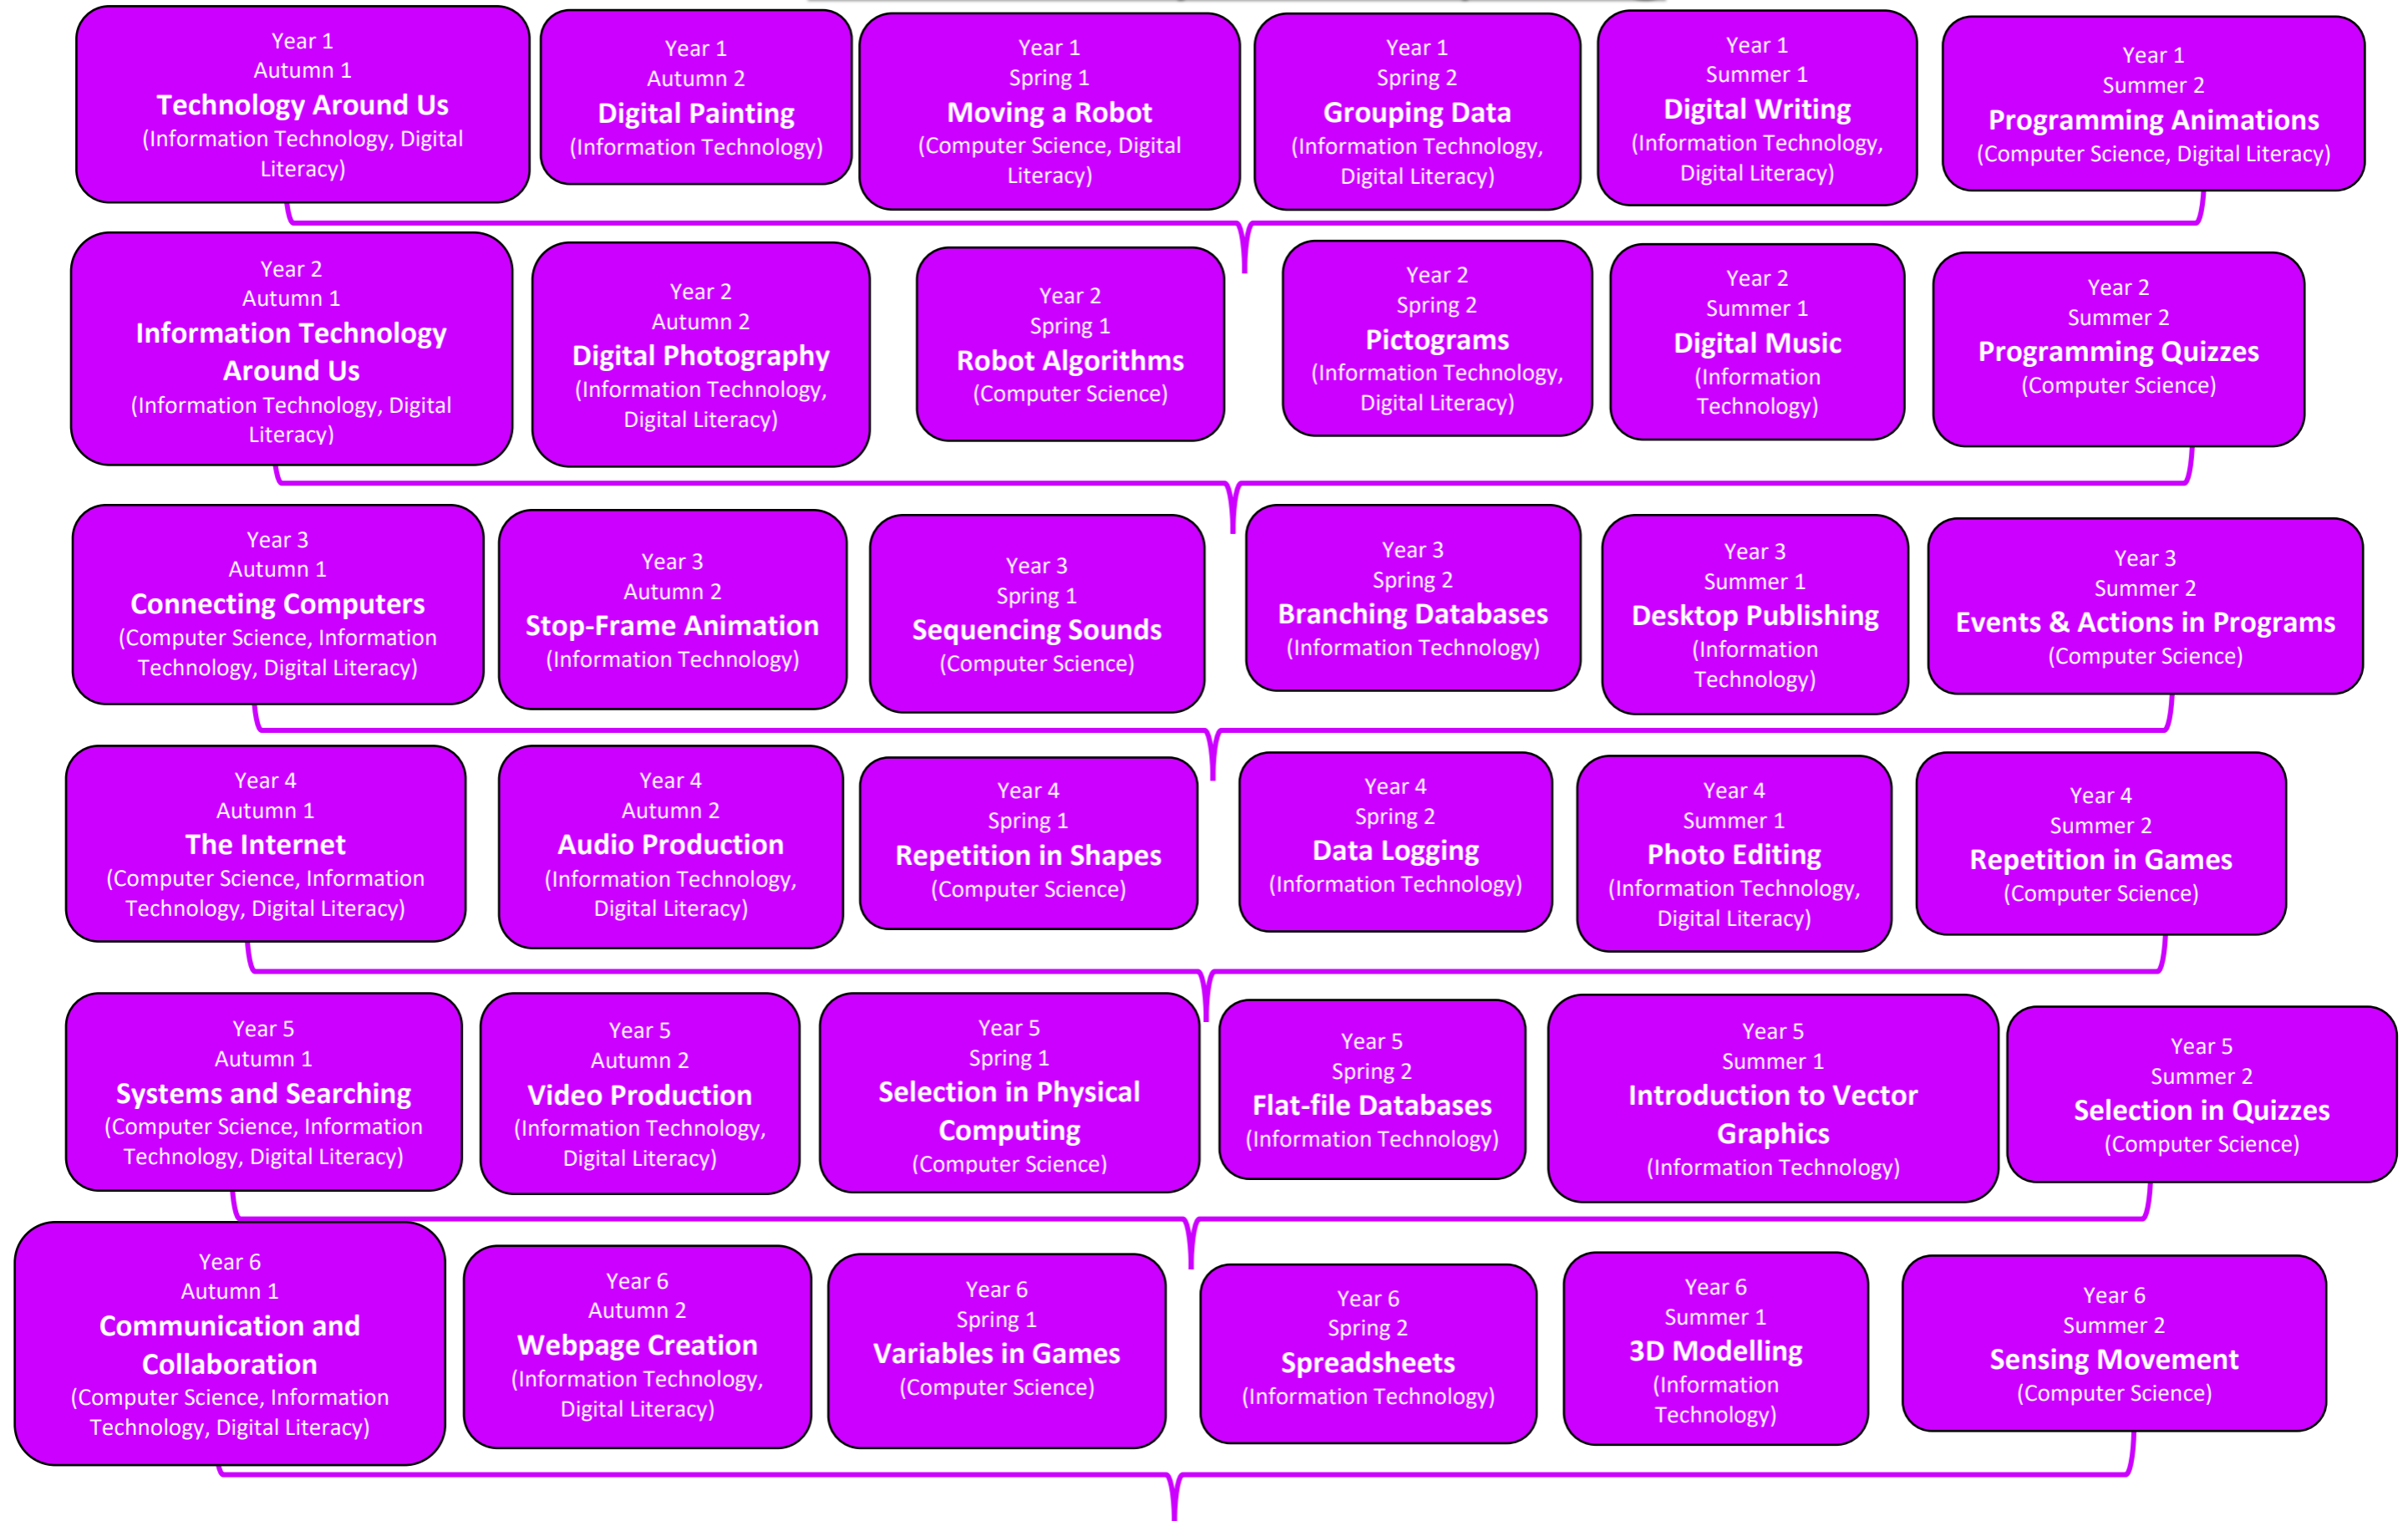 Year 1
Autumn 1
Technology Around Us
(Information Technology, Digital
Literacy)
Year 1
Autumn 2
Digital Painting
(Information Technology)
Year 1
Spring 1
Moving a Robot
(Computer Science, Digital
Literacy)
Year 1
Spring 2
Grouping Data
(Information Technology,
Digital Literacy)
Year 1
Summer 1
Digital Writing
(Information Technology,
Digital Literacy)
Year 1
Summer 2
Programming Animations
(Computer Science, Digital Literacy)
Year 2
Autumn 1
Information Technology
Around Us
(Information Technology, Digital
Literacy)
Year 2
Autumn 2
Digital Photography
(Information Technology,
Digital Literacy)
Year 2
Spring 1
Robot Algorithms
(Computer Science)
Year 2
Spring 2
Pictograms
(Information Technology,
Digital Literacy)
Year 2
Summer 1
Digital Music
(Information
Technology)
Year 2
Summer 2
Programming Quizzes
(Computer Science)
Year 3
Autumn 1
Connecting Computers
(Computer Science, Information
Technology, Digital Literacy)
Year 3
Autumn 2
Stop-Frame Animation
(Information Technology)
Year 3
Spring 1
Sequencing Sounds
(Computer Science)
Year 3
Spring 2
Branching Databases
(Information Technology)
Year 3
Summer 1
Desktop Publishing
(Information
Technology)
Year 3
Summer 2
Events & Actions in Programs
(Computer Science)
Year 4
Autumn 1
The Internet
(Computer Science, Information
Technology, Digital Literacy)
Year 4
Autumn 2
Audio Production
(Information Technology,
Digital Literacy)
Year 4
Spring 1
Repetition in Shapes
(Computer Science)
Year 4
Spring 2
Data Logging
(Information Technology)
Year 4
Summer 1
Photo Editing
(Information Technology,
Digital Literacy)
Year 4
Summer 2
Repetition in Games
(Computer Science)
Year 5
Autumn 1
Systems and Searching
(Computer Science, Information
Technology, Digital Literacy)
Year 5
Autumn 2
Video Production
(Information Technology,
Digital Literacy)
Year 5
Spring 1
Selection in Physical
Computing
(Computer Science)
Year 5
Spring 2
Flat-file Databases
(Information Technology)
Year 5
Summer 1
Introduction to Vector
Graphics
(Information Technology)
Year 5
Summer 2
Selection in Quizzes
(Computer Science)
Year 6
Autumn 1
Communication and
Collaboration
(Computer Science, Information
Technology, Digital Literacy)
Year 6
Autumn 2
Webpage Creation
(Information Technology,
Digital Literacy)
Year 6
Spring 1
Variables in Games
(Computer Science)
Year 6
Spring 2
Spreadsheets
(Information Technology)
Year 6
Summer 1
3D Modelling
(Information
Technology)
Year 6
Summer 2
Sensing Movement
(Computer Science)